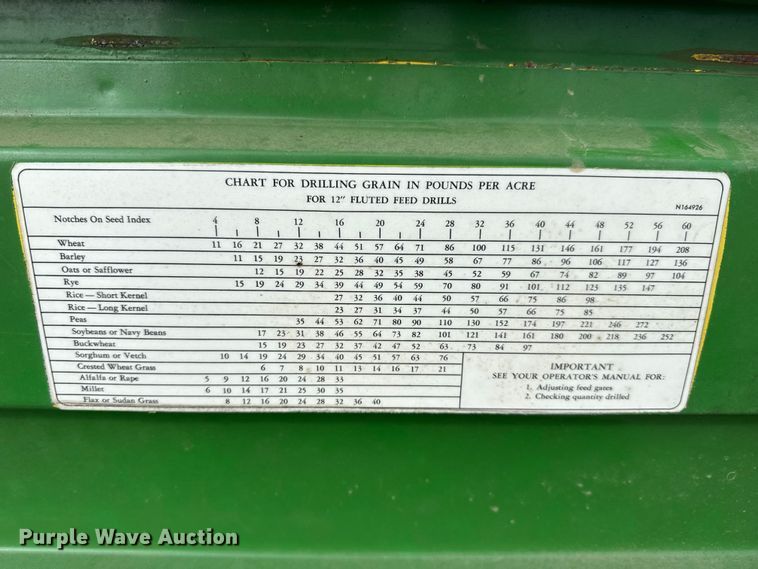 CHART FOR DRILLING GRAIN IN POUNDS PER ACRE
FOR 12" FLUTED FEED DRILLS
N164926
Notches On Seed Index 4 8 12 16 20 24 28 32 36 40 44 48 52 56 60
Wheat 11 16 21 27 32 38 44 51 57 64 71 86 100 115 131 146 161 177 194 208
Barley 11 15 19 23 27 32 36 40 45 49 58 67 77 86 96 106 117 127 136
Oats or Safflower 12 15 19 22 25 28 32 35 38 45 52 59 67 74 82 89 97 104
Rye 15 19 24 29 34 39 44 49 54 59 70 80 91 101 112 123 135 147
Rice — Short Kernel 27 32 36 40 44 50 57 66 75 86 98
Rice — Long Kernel 23 27 31 34 37 44 50 57 66 75 85
Peas 35 44 53 62 71 80 90 110 130 152 174 197 221 246 272
Soybeans or Navy Beans 17 23 31 38 46 55 64 73 82 101 121 141 161 180 200 218 236 252
Buckwheat 15 19 23 27 32 37 42 47 52 63 73 84 97
Sorghum or Vetch 10 14 19 24 29 34 40 45 51 57 63 76
Crested Wheat Grass 6 7 8 10 11 13 14 16 17 21
Alfalfa or Rape 5 9 12 16 20 24 28 33
Millet 6 10 14 17 21 25 30 35
Flax or Sudan Grass 8 12 16 20 24 28 32 36 40
IMPORTANT
SEE YOUR OPERATOR'S MANUAL FOR:
1. Adjusting feed gates
2. Checking quantity drilled
Purple Wave Auction